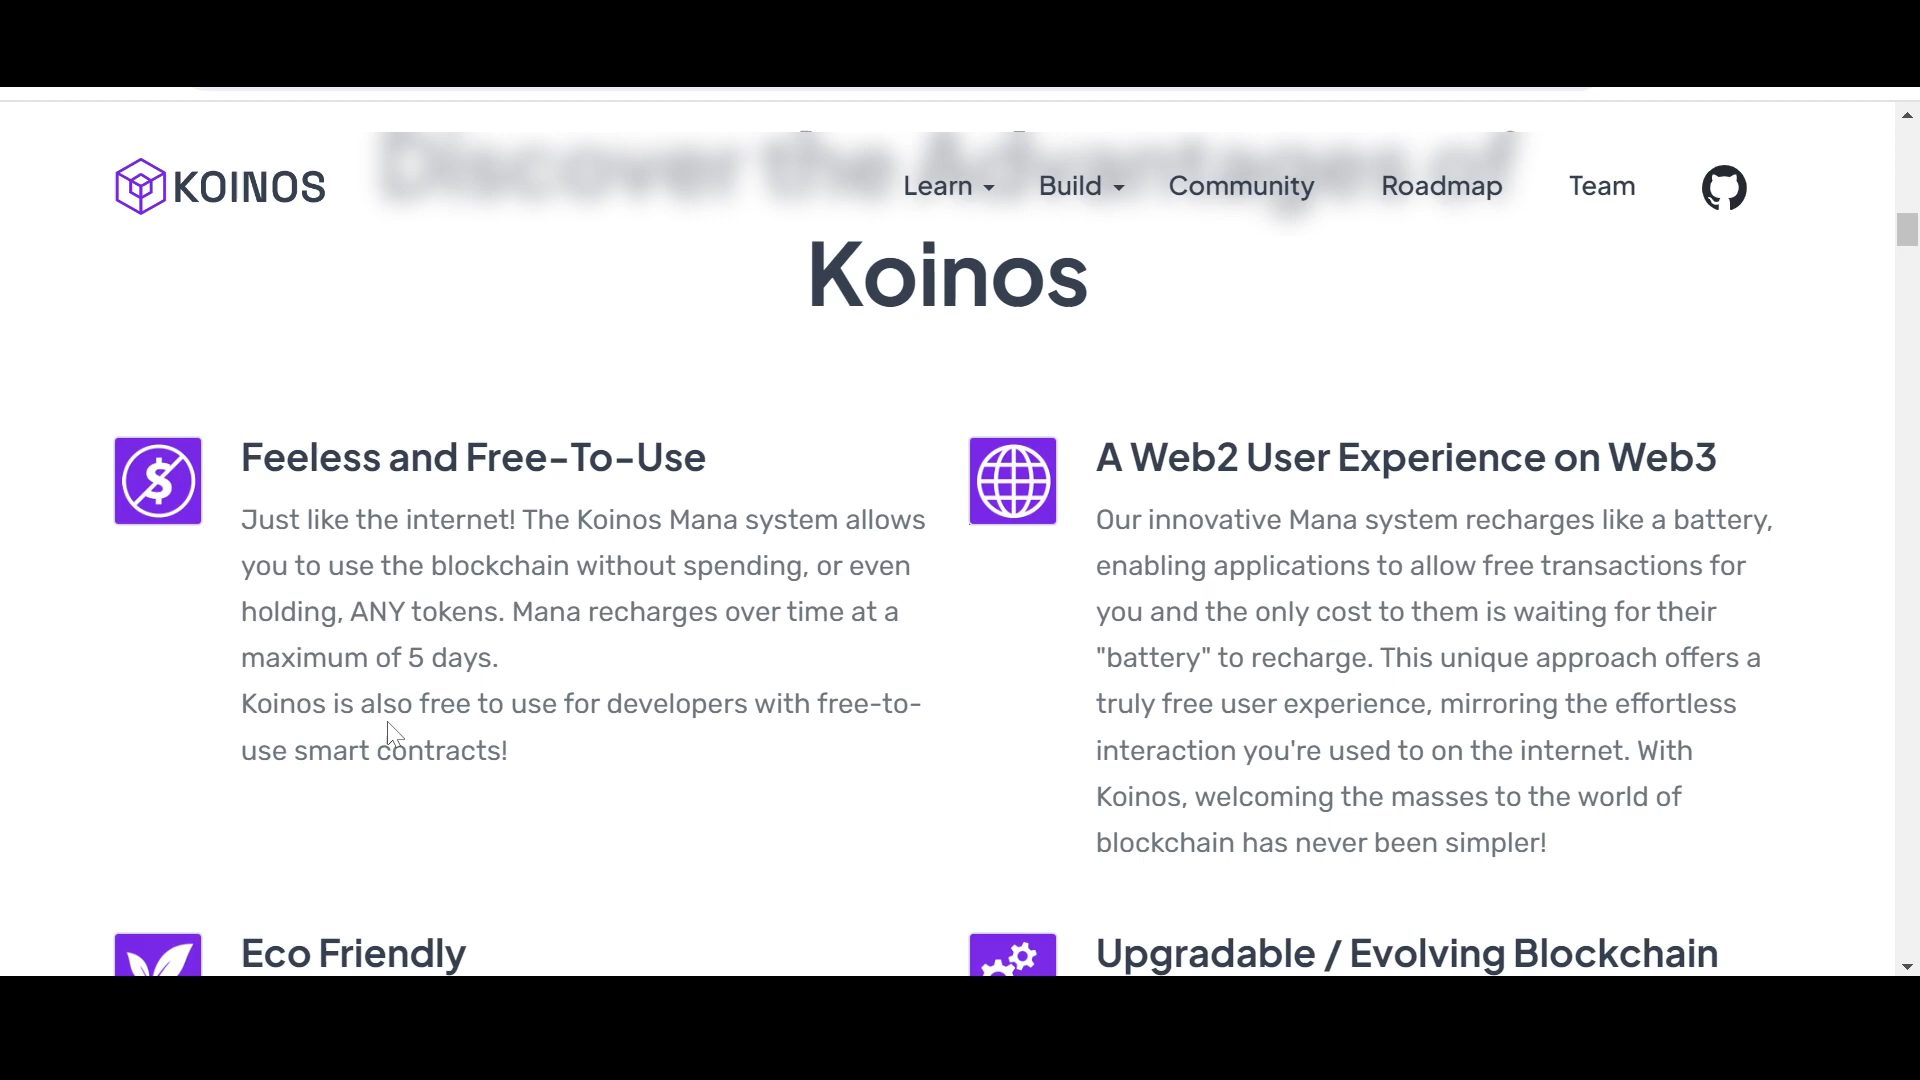 Discover the Advantages of
KOINOS
Learn
Build
Community
Roadmap
Team
Koinos
Feeless and Free-To-Use
Just like the internet! The Koinos Mana system allows
you to use the blockchain without spending, or even
holding, ANY tokens. Mana recharges over time at a
maximum of 5 days.
Koinos is also free to use for developers with free-to-
use smart contracts!
A Web2 User Experience on Web3
Our innovative Mana system recharges like a battery,
enabling applications to allow free transactions for
you and the only cost to them is waiting for their
"battery" to recharge. This unique approach offers a
truly free user experience, mirroring the effortless
interaction you're used to on the internet. With
Koinos, welcoming the masses to the world of
blockchain has never been simpler!
Eco Friendly
Upgradable / Evolving Blockchain